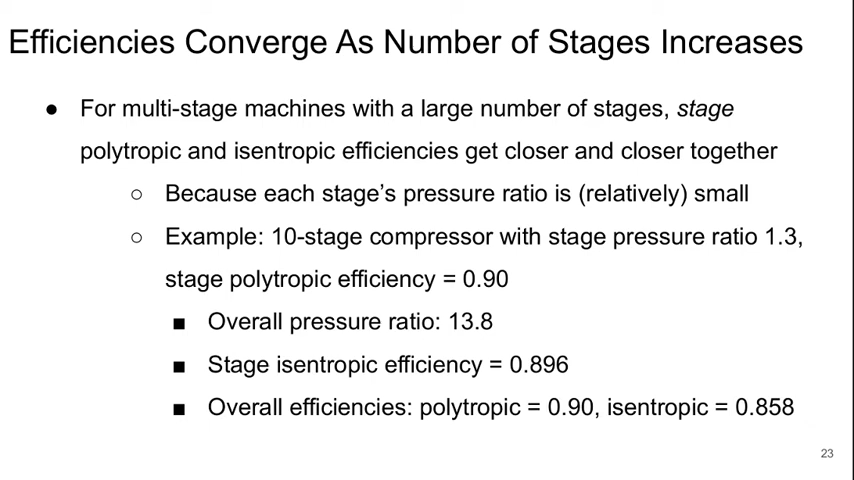 Efficiencies Converge As Number of Stages Increases
● For multi-stage machines with a large number of stages, stage
polytropic and isentropic efficiencies get closer and closer together
○ Because each stage’s pressure ratio is (relatively) small
○ Example: 10-stage compressor with stage pressure ratio 1.3,
stage polytropic efficiency = 0.90
■ Overall pressure ratio: 13.8
■ Stage isentropic efficiency = 0.896
■ Overall efficiencies: polytropic = 0.90, isentropic = 0.858
23